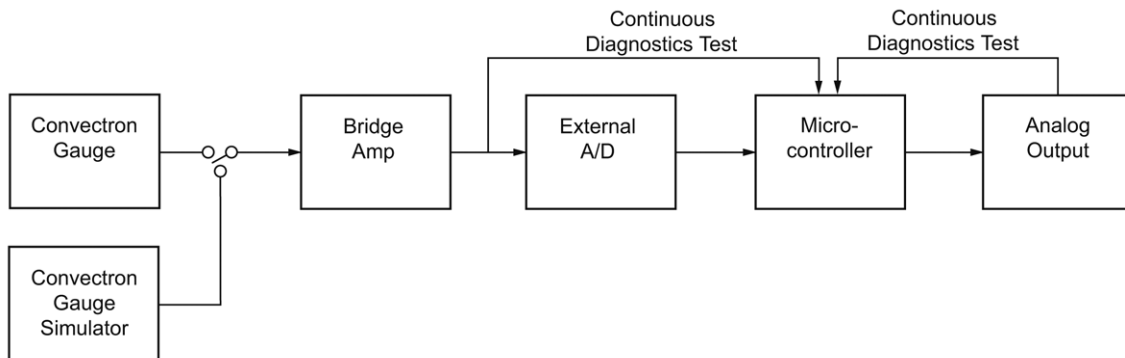 Continuous
Diagnostics Test
Continuous
Diagnostics Test
Convectron
Gauge
Bridge
Amp
External
A/D
Micro-
controller
Analog
Output
Convectron
Gauge
Simulator